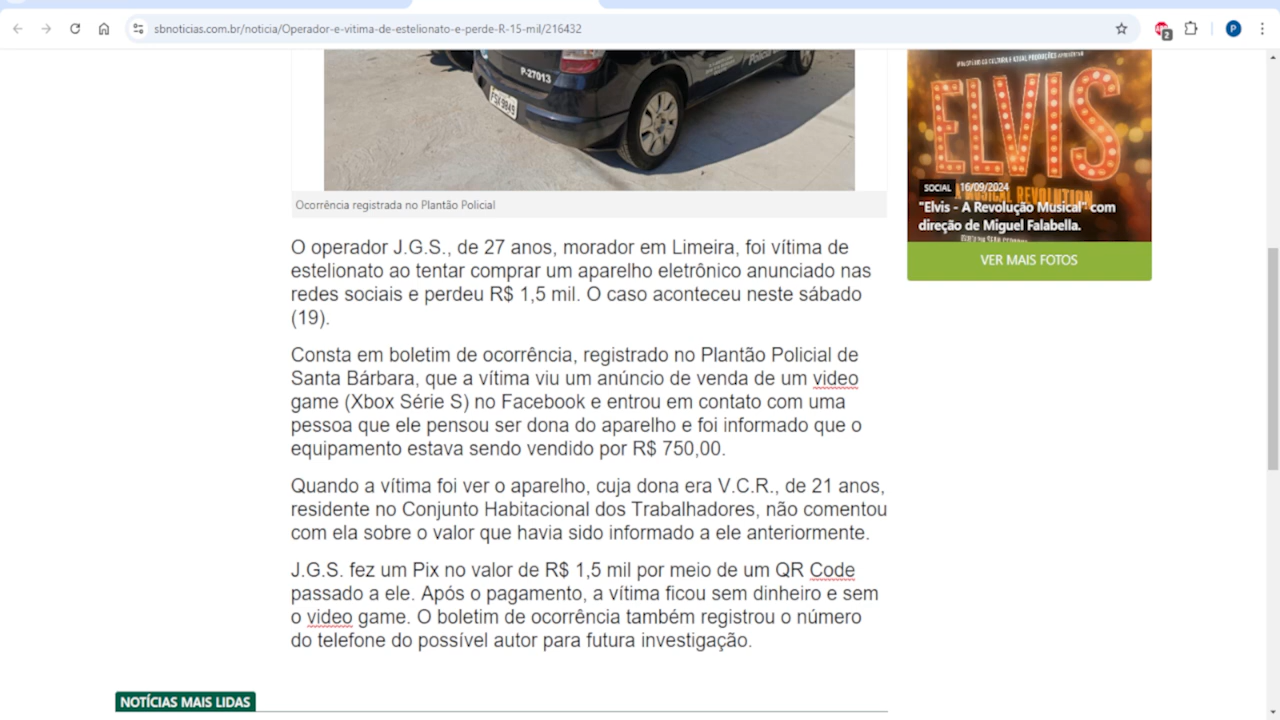 sbnoticias.com.br/noticia/Operador-e-vitima-de-estelionato-e-perde-R-15-mil/216432
2
P
P-27013
Ocorrência registrada no Plantão Policial
O operador J.G.S., de 27 anos, morador em Limeira, foi vítima de
estelionato ao tentar comprar um aparelho eletrônico anunciado nas
redes sociais e perdeu R$ 1,5 mil. O caso aconteceu neste sábado
(19).
Consta em boletim de ocorrência, registrado no Plantão Policial de
Santa Bárbara, que a vítima viu um anúncio de venda de um video
game (Xbox Série S) no Facebook e entrou em contato com uma
pessoa que ele pensou ser dona do aparelho e foi informado que o
equipamento estava sendo vendido por R$ 750,00.
Quando a vítima foi ver o aparelho, cuja dona era V.C.R., de 21 anos,
residente no Conjunto Habitacional dos Trabalhadores, não comentou
com ela sobre o valor que havia sido informado a ele anteriormente.
J.G.S. fez um Pix no valor de R$ 1,5 mil por meio de um QR Code
passado a ele. Após o pagamento, a vítima ficou sem dinheiro e sem
o video game. O boletim de ocorrência também registrou o número
do telefone do possível autor para futura investigação.
NOTÍCIAS MAIS LIDAS
ELVIS
A MUSICAL REVOLUTION
SOCIAL 16/09/2024
"Elvis - A Revolução Musical" com
direção de Miguel Falabella.
VER MAIS FOTOS